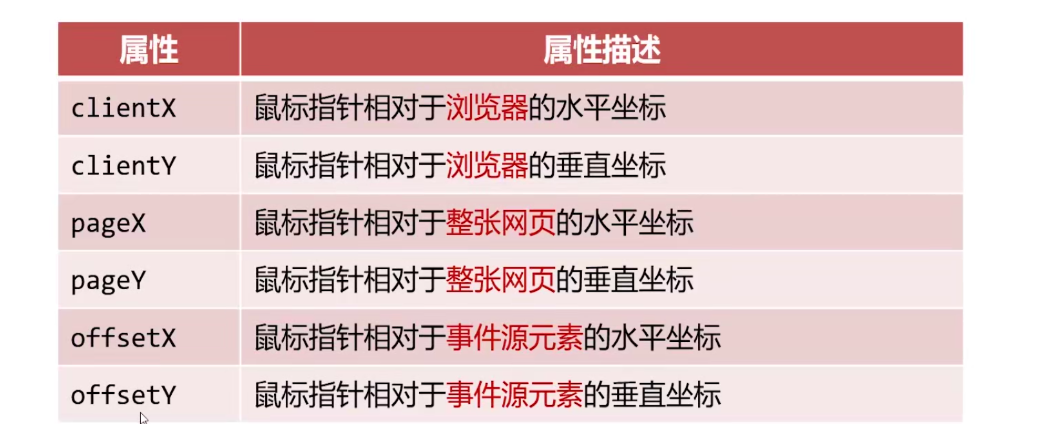 属性 属性描述
clientX 鼠标指针相对于浏览器的水平坐标
clientY 鼠标指针相对于浏览器的垂直坐标
pageX 鼠标指针相对于整张网页的水平坐标
pageY 鼠标指针相对于整张网页的垂直坐标
offsetX 鼠标指针相对于事件源元素的水平坐标
offsetY 鼠标指针相对于事件源元素的垂直坐标